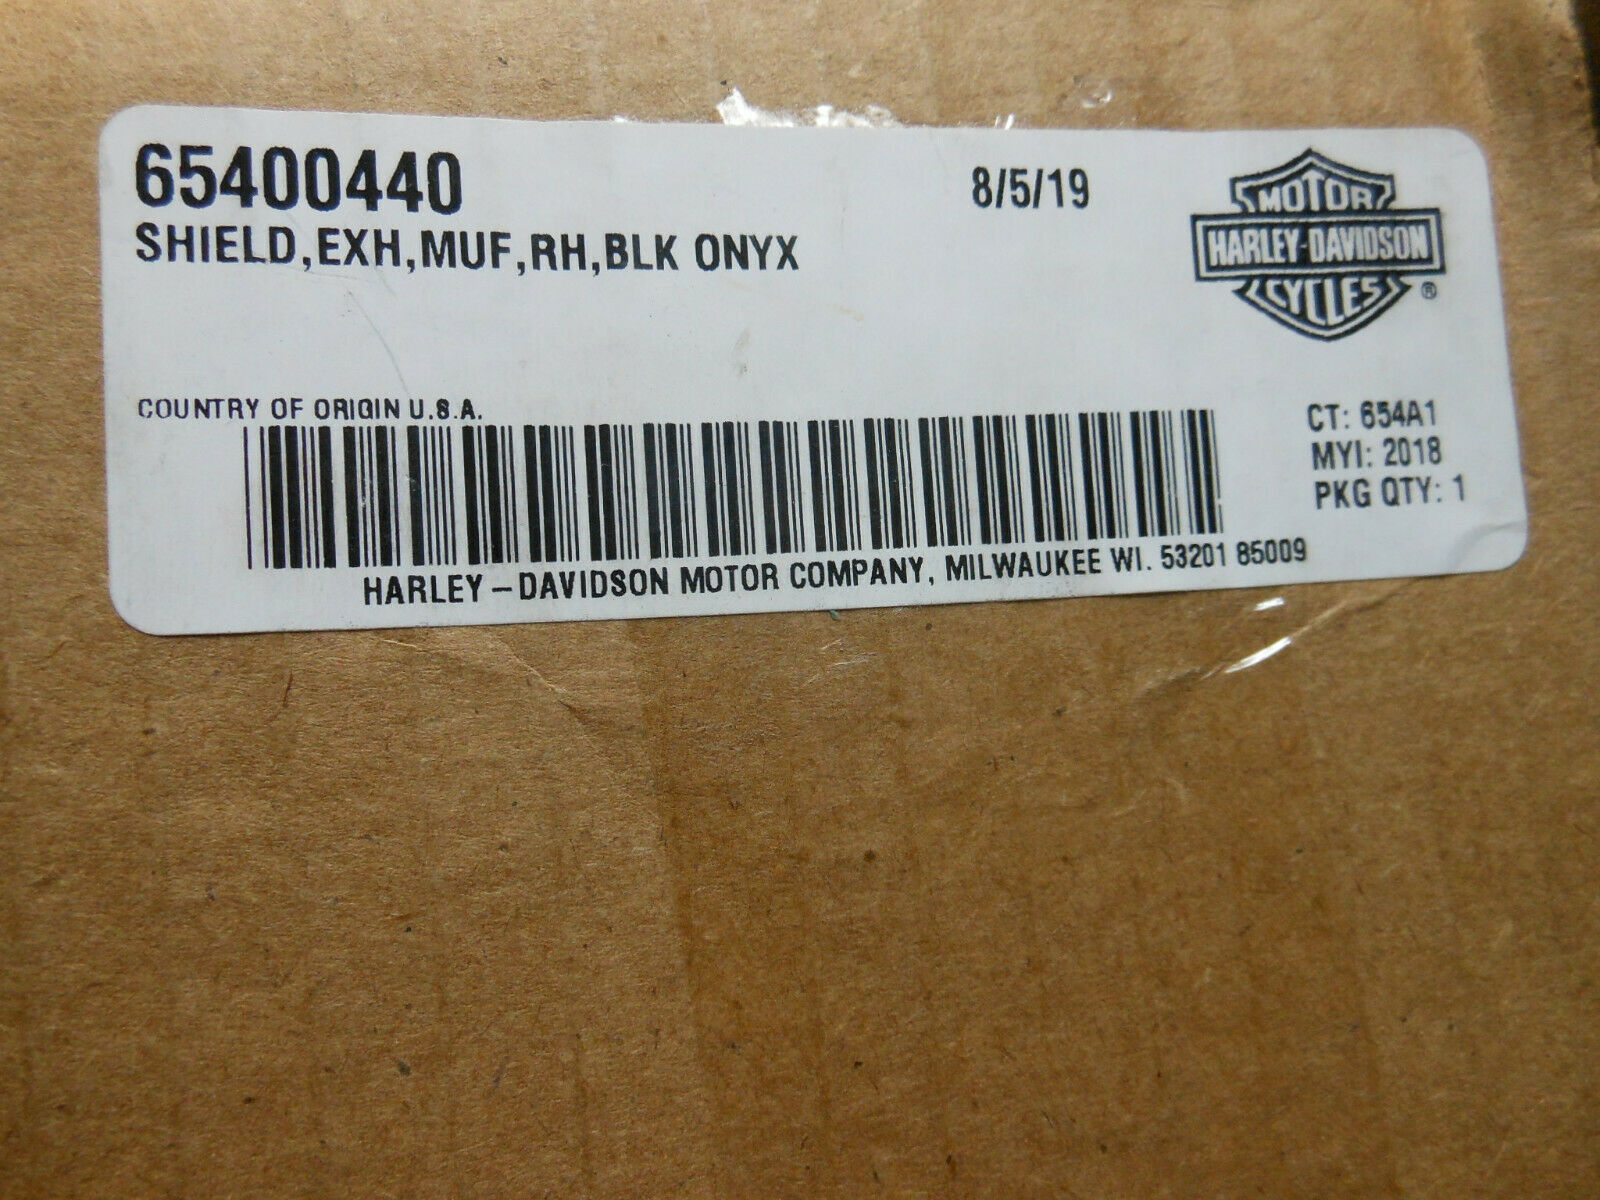 65400440
8/5/19
SHIELD,EXH,MUF,RH,BLK ONYX
MOTOR
HARLEY-DAVIDSON
CYCLES
®
COUNTRY OF ORIGIN U.S.A.
CT: 654A1
MYI: 2018
PKG QTY: 1
HARLEY-DAVIDSON MOTOR COMPANY, MILWAUKEE WI. 53201 85009